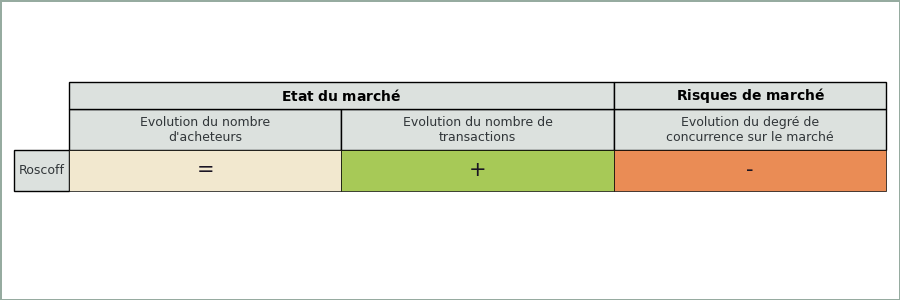 Etat du marché
Risques de marché
Evolution du nombre
d'acheteurs
Evolution du nombre de
transactions
Evolution du degré de
concurrence sur le marché
Roscoff
=
+
-